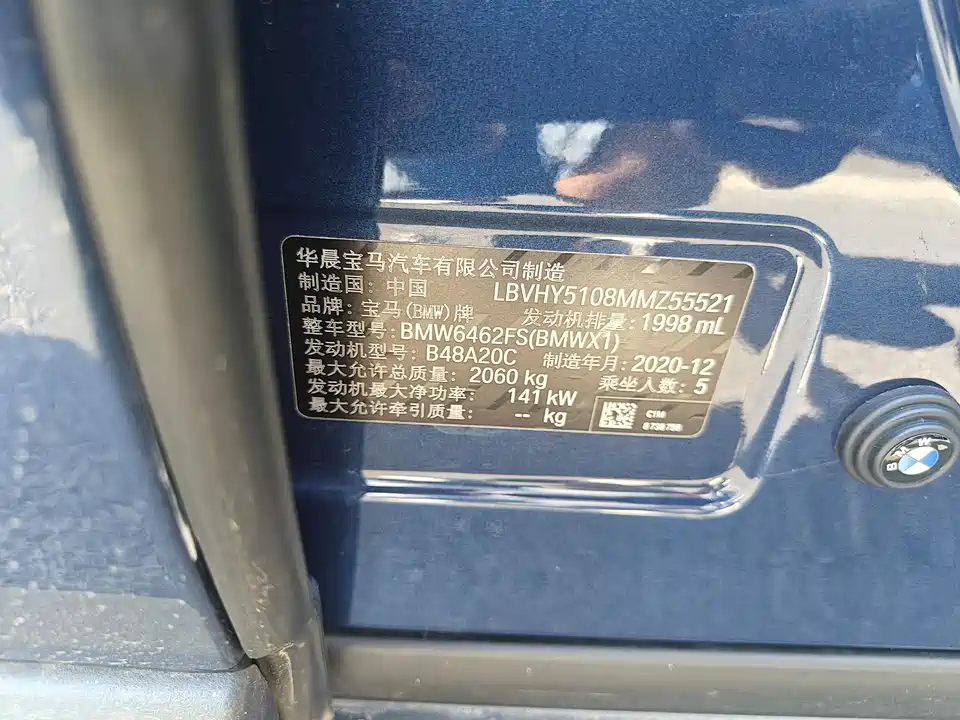 华晨宝马汽车有限公司制造
制造国: 中国 LBVHY5108MMZ55521
品牌: 宝马(BMW)牌 发动机排量: 1998 mL
整车型号: BMW6462FS(BMWX1)
发动机型号: B48A20C 制造年月: 2020-12
最大允许总质量: 2060 kg 乘坐人数: 5
发动机最大净功率: 141 kW
最大允许牵引质量: -- kg
C1M
BMW